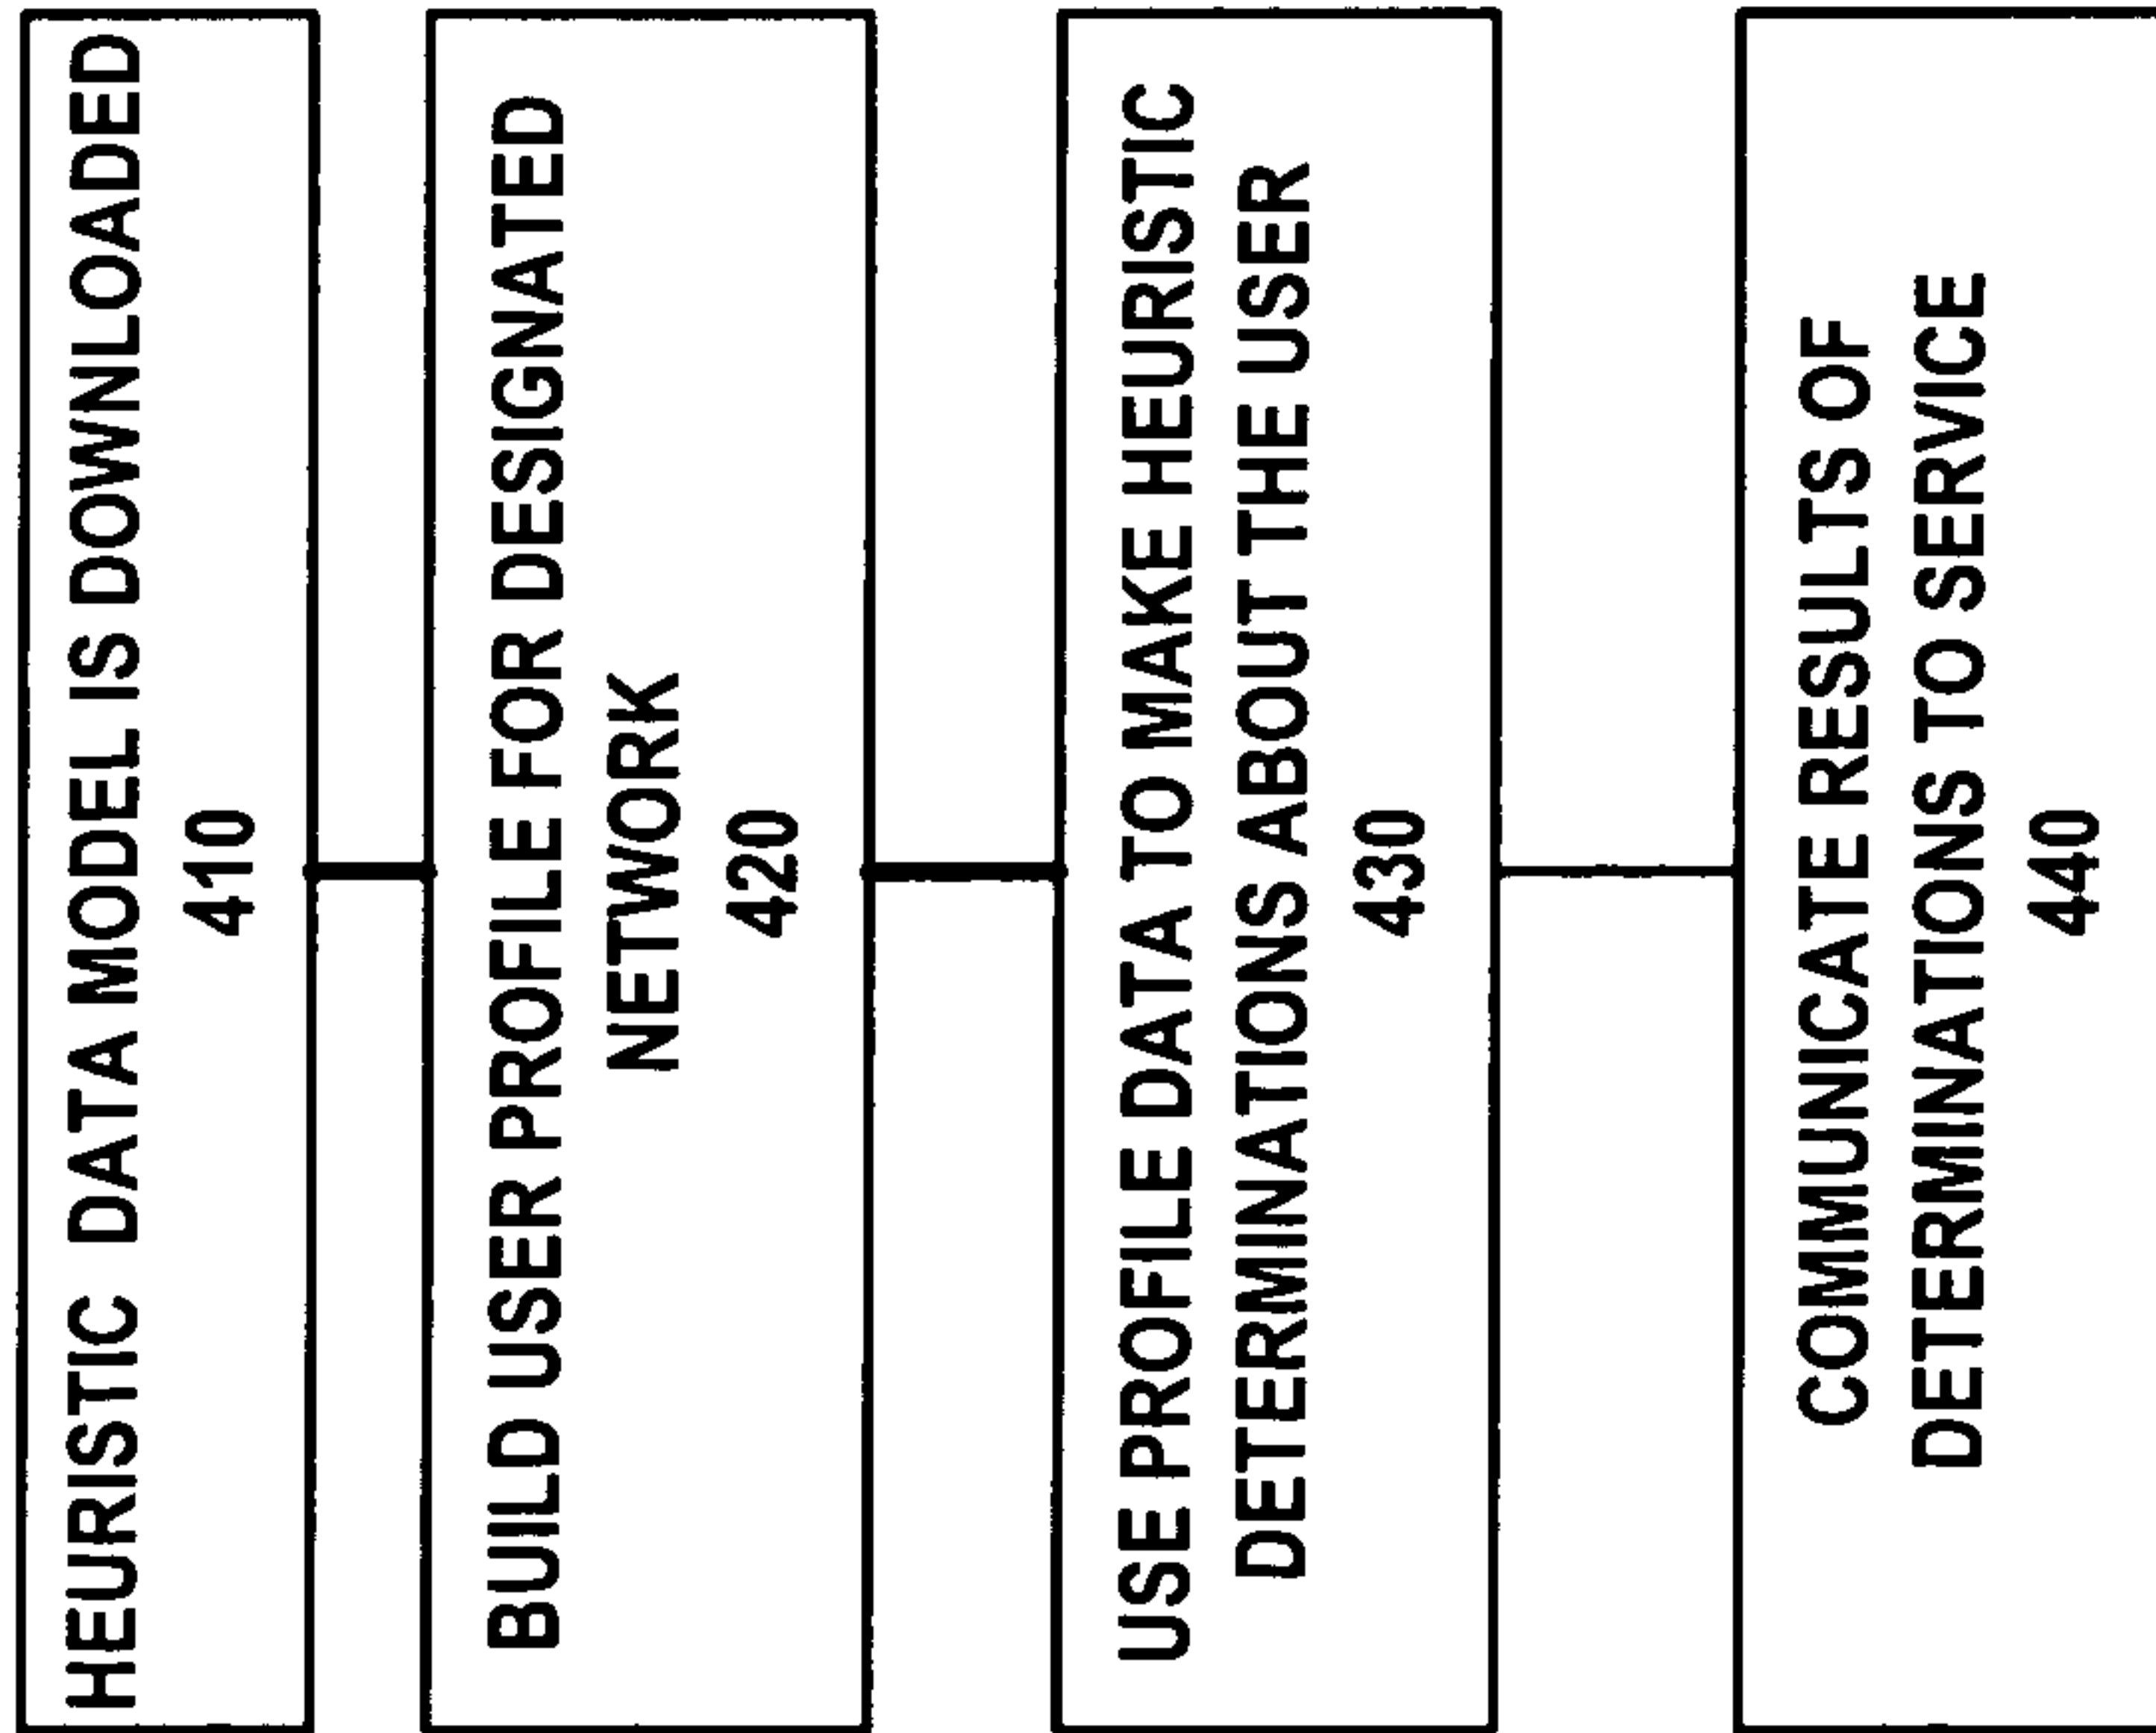 HEURISTIC DATA MODEL IS DOWNLOADED
410
BUILD USER PROFILE FOR DESIGNATED
NETWORK
420
USE PROFILE DATA TO MAKE HEURISTIC
DETERMINATIONS ABOUT THE USER
430
COMMUNICATE RESULTS OF
DETERMINATIONS TO SERVICE
440